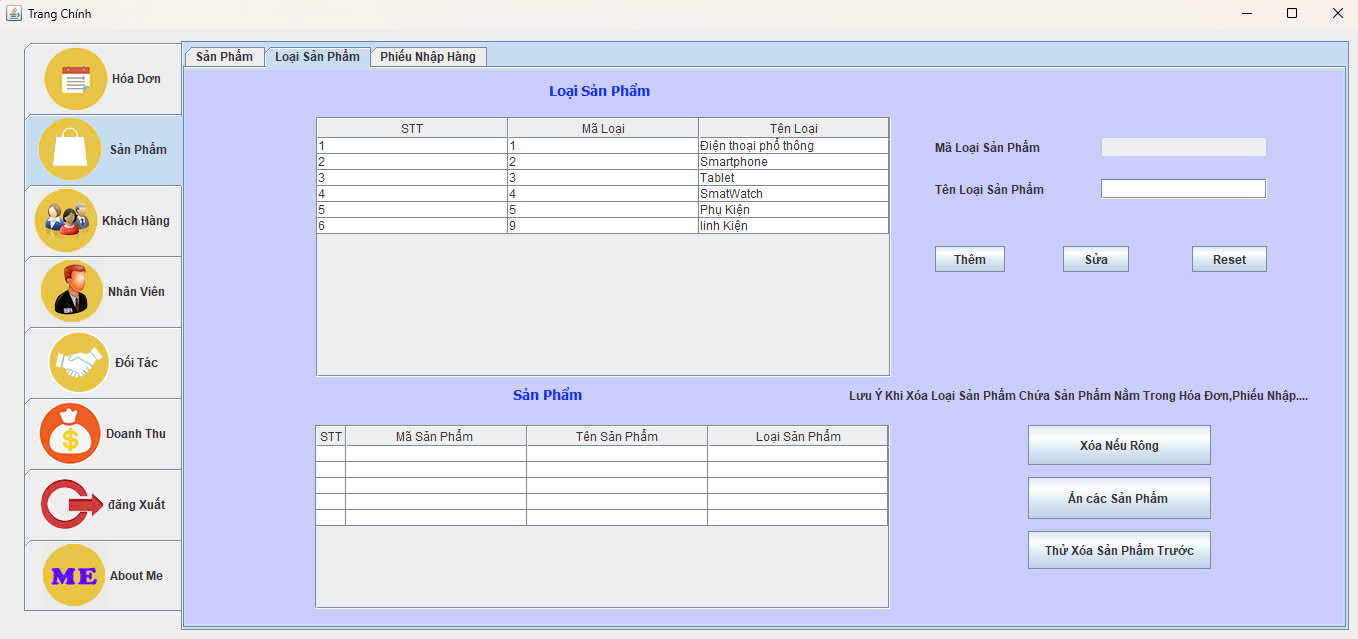 Trang Chính
Hóa Dơn
Sản Phẩm
Khách Hàng
Nhân Viên
Đối Tác
Doanh Thu
đăng Xuất
ME
About Me
Sản Phẩm Loại Sản Phẩm Phiếu Nhập Hàng
Loại Sản Phẩm
STT Mã Loại Tên Loại
1 1 Điện thoại phổ thông
2 2 Smartphone
3 3 Tablet
4 4 SmatWatch
5 5 Phụ Kiện
6 9 linh Kiện
Mã Loại Sản Phẩm
Tên Loại Sản Phẩm
Thêm Sửa Reset
Sản Phẩm
STT Mã Sản Phẩm Tên Sản Phẩm Loại Sản Phẩm
Lưu Ý Khi Xóa Loại Sản Phẩm Chứa Sản Phẩm Nằm Trong Hóa Đơn,Phiếu Nhập....
Xóa Nếu Rông
Ẩn các Sản Phẩm
Thử Xóa Sản Phẩm Trước